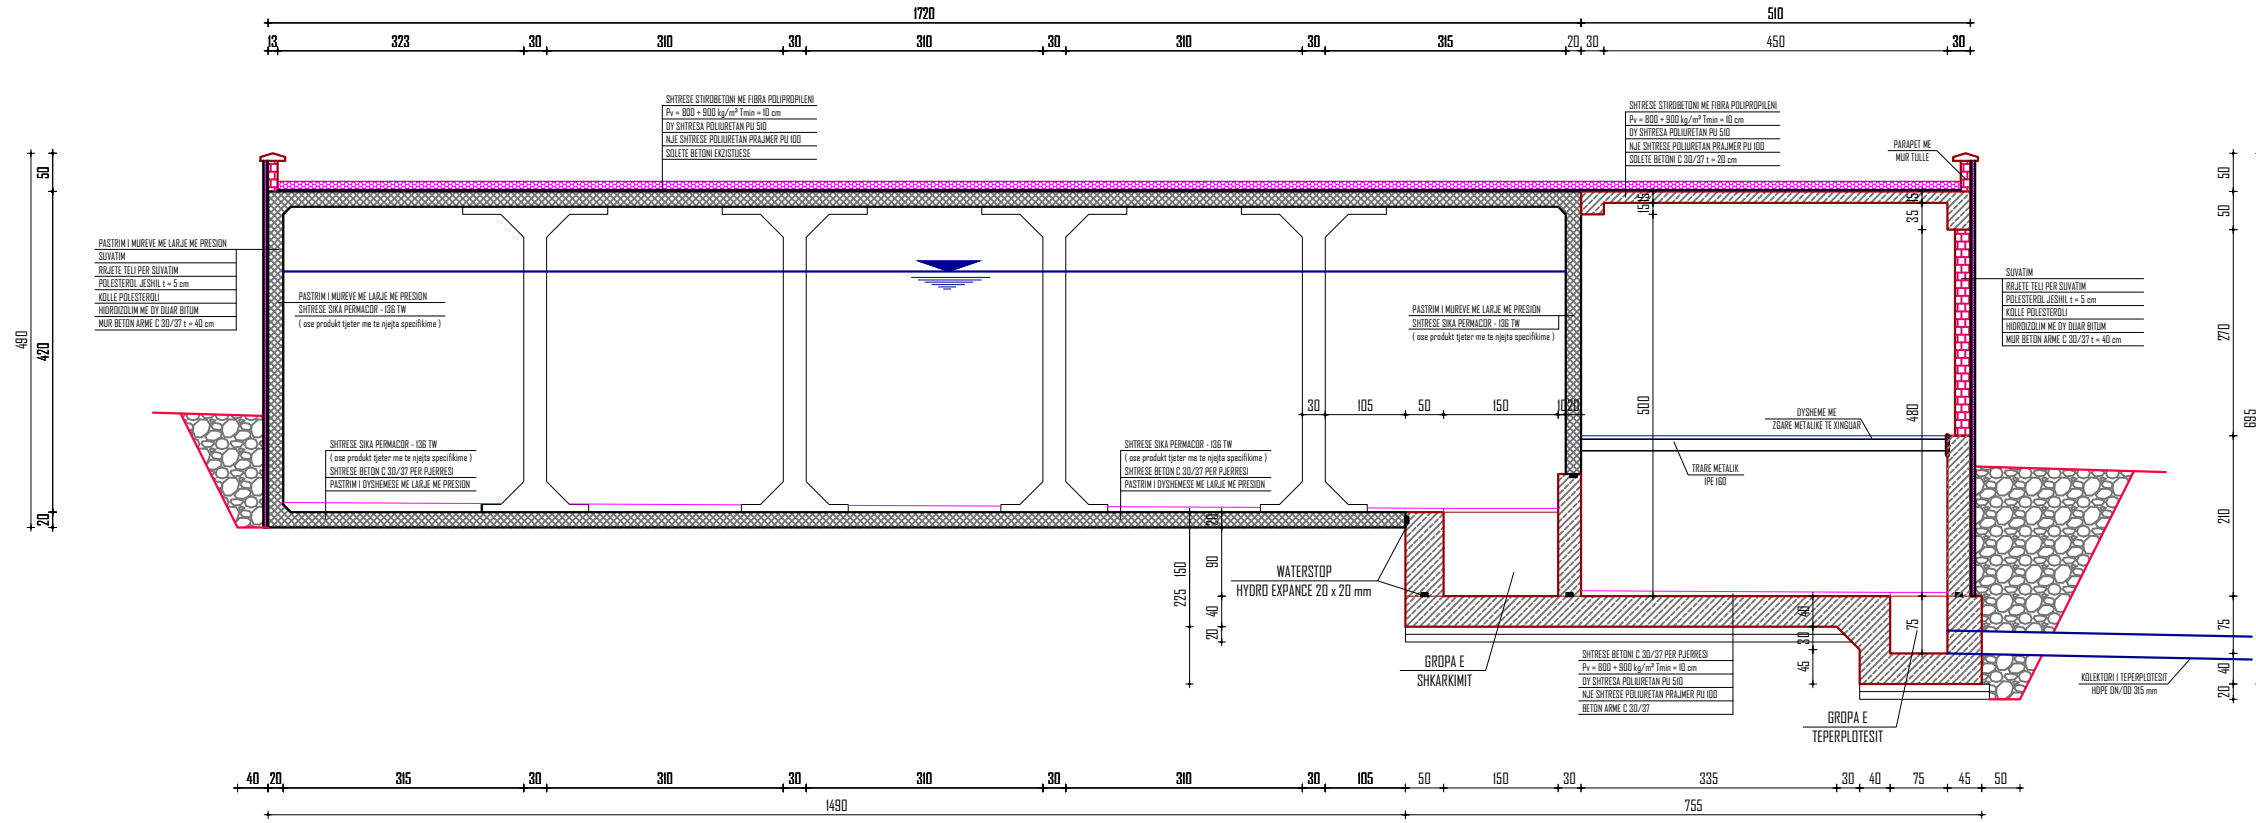 1720
510
13
323
30
310
30
310
30
310
30
315
20
30
450
30
SHTRESE STIROBETONI ME FIBRA POLIPROPILENI
Pv = 800 ÷ 900 kg/m³ Tmin = 10 cm
DY SHTRESA POLIURETAN PU 510
NJE SHTRESE POLIURETAN PRAJMER PU 100
SOLETE BETONI EKZISTUESE
SHTRESE STIROBETONI ME FIBRA POLIPROPILENI
Pv = 800 ÷ 900 kg/m³ Tmin = 10 cm
DY SHTRESA POLIURETAN PU 510
NJE SHTRESE POLIURETAN PRAJMER PU 100
SOLETE BETONI C 30/37 t = 20 cm
PARAPET ME
MUR TULLE
50
420
20
490
PASTRIM I MUREVE ME LARJE ME PRESION
SUVATIM
RRJETE TELI PER SUVATIM
POLESTEROL JESHIL t = 5 cm
KOLLE POLESTEROLI
HIDROIZOLIM ME DY DUAR BITUM
MUR BETON ARME C 30/37 t = 40 cm
PASTRIM I MUREVE ME LARJE ME PRESION
SHTRESE SIKA PERMACOR - 136 TW
( ose produkt tjeter me te njejta specifikime )
PASTRIM I MUREVE ME LARJE ME PRESION
SHTRESE SIKA PERMACOR - 136 TW
( ose produkt tjeter me te njejta specifikime )
SUVATIM
RRJETE TELI PER SUVATIM
POLESTEROL JESHIL t = 5 cm
KOLLE POLESTEROLI
HIDROIZOLIM ME DY DUAR BITUM
MUR BETON ARME C 30/37 t = 40 cm
15
15
500
15
35
480
75
50
50
270
210
75
40
20
695
30
105
50
150
10
20
DYSHEME ME
ZGARE METALIKE TE XINGUAR
TRARE METALIK
IPE 160
SHTRESE SIKA PERMACOR - 136 TW
( ose produkt tjeter me te njejta specifikime )
SHTRESE BETON C 30/37 PER PJERRESI
PASTRIM I DYSHEMESE ME LARJE ME PRESION
SHTRESE SIKA PERMACOR - 136 TW
( ose produkt tjeter me te njejta specifikime )
SHTRESE BETON C 30/37 PER PJERRESI
PASTRIM I DYSHEMESE ME LARJE ME PRESION
20
90
40
20
150
225
WATERSTOP
HYDRO EXPANCE 20 x 20 mm
40
30
45
GROPA E
SHKARKIMIT
SHTRESE BETONI C 30/37 PER PJERRESI
Pv = 800 ÷ 900 kg/m³ Tmin = 10 cm
DY SHTRESA POLIURETAN PU 510
NJE SHTRESE POLIURETAN PRAJMER PU 100
BETON ARME C 30/37
GROPA E
TEPERPLOTESIT
KOLEKTORI I TEPERPLOTESIT
HDPE DN/OD 315 mm
40
20
315
30
310
30
310
30
310
30
105
50
150
30
335
30
40
75
45
50
1490
755